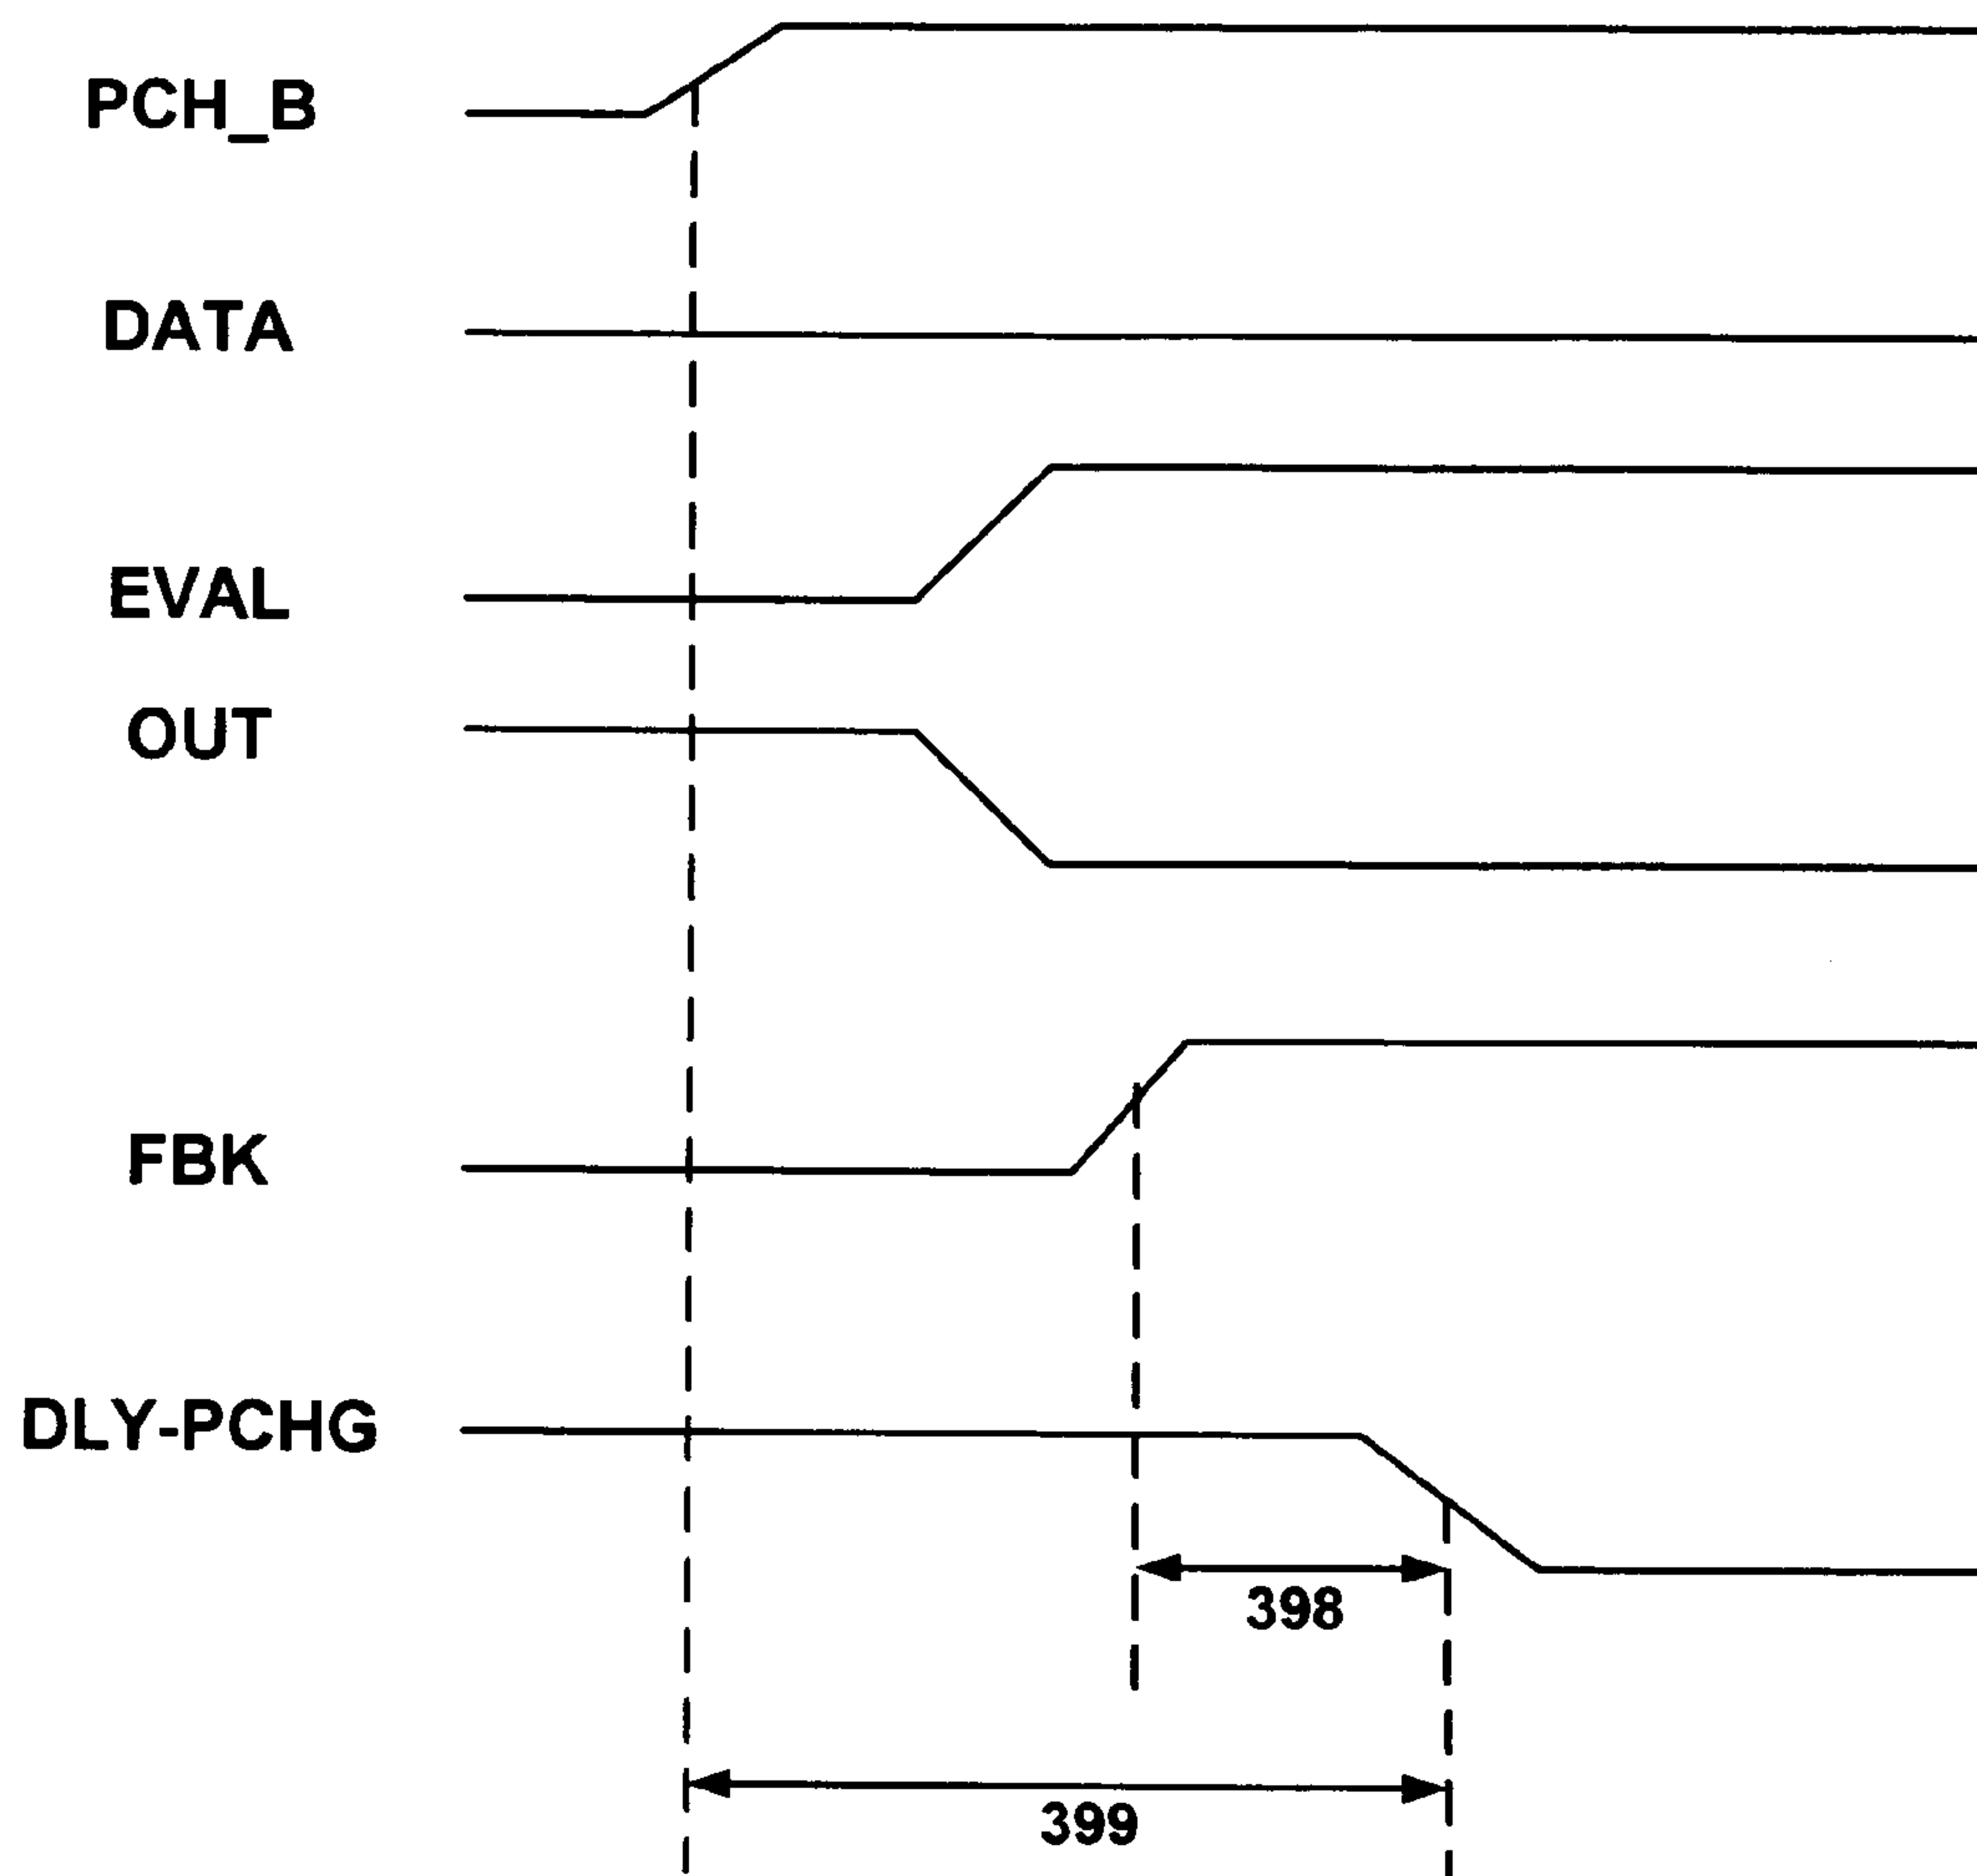 PCH_B
DATA
EVAL
OUT
FBK
DLY-PCHG
398
399